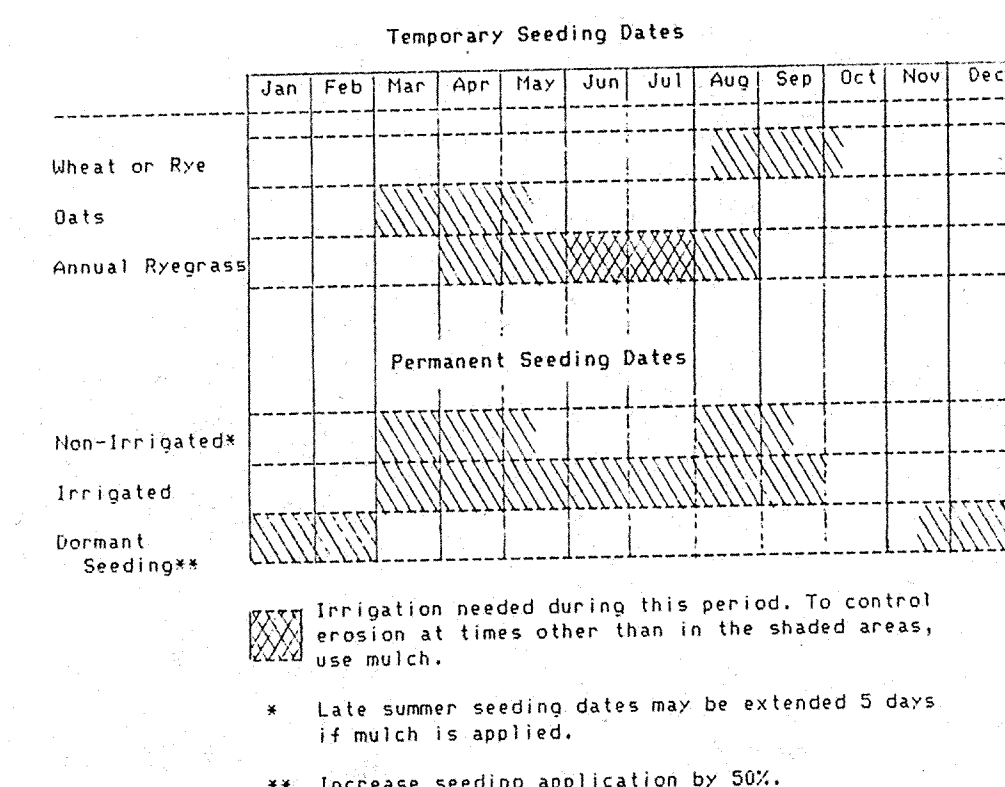 Temporary Seeding Dates
Jan Feb Mar Apr May Jun Jul Aug Sep Oct Nov Dec
Wheat or Rye
Oats
Annual Ryegrass
Permanent Seeding Dates
Non-Irrigated*
Irrigated
Dormant
Seeding**
Irrigation needed during this period. To control
erosion at times other than in the shaded areas,
use mulch.
* Late summer seeding dates may be extended 5 days
if mulch is applied.
** Increase seeding application by 50%.